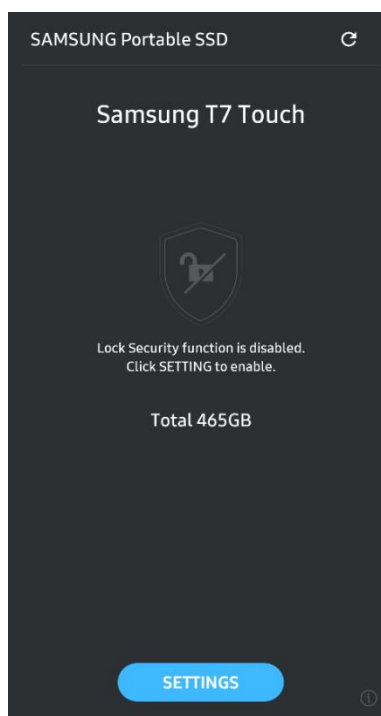 SAMSUNG Portable SSD
Samsung T7 Touch
Lock Security function is disabled.
Click SETTING to enable.
Total 465GB
SETTINGS